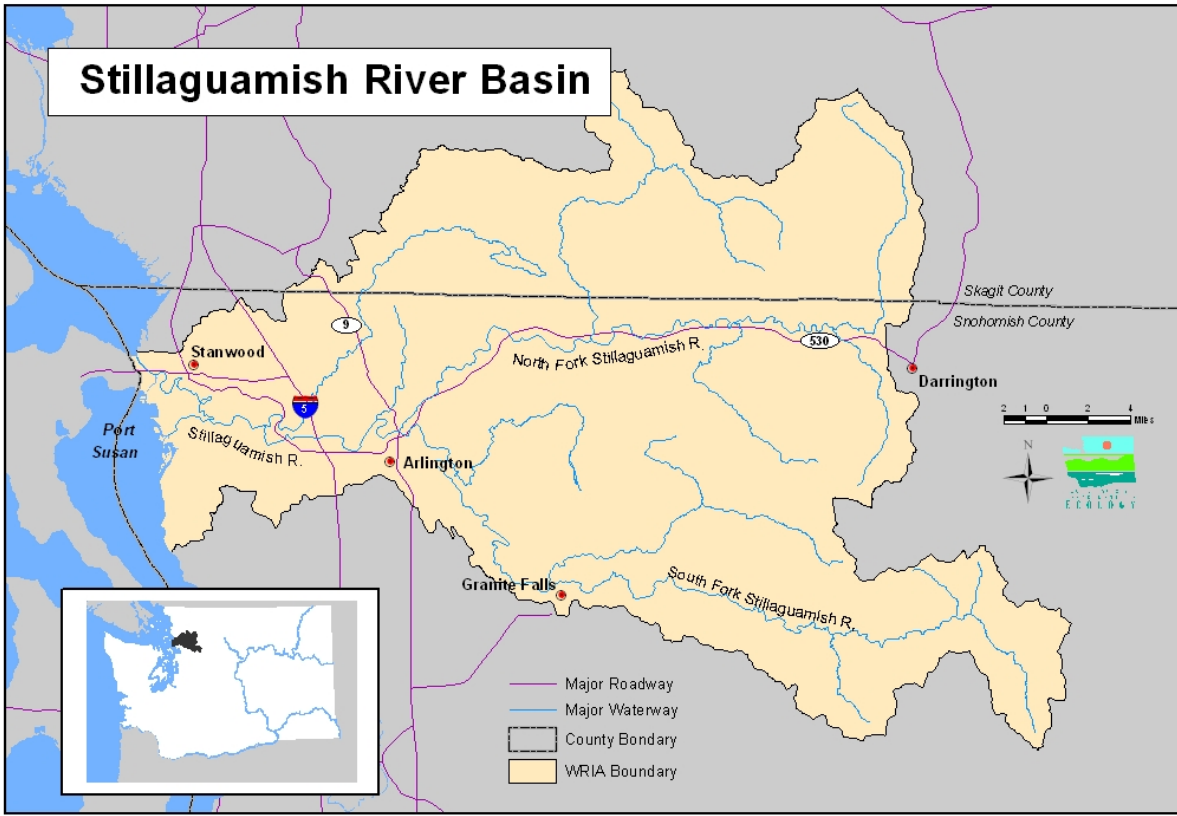 Stillaguamish River Basin
Skagit County
Snohomish County
9
530
Stanwood
North Fork Stillaguamish R.
Darrington
5
2 1 0 2 4
Miles
Port
Susan
Stillaguamish R.
Arlington
N
ECOLOGY
Granite Falls
South Fork Stillaguamish R.
Major Roadway
Major Waterway
County Bondary
WRIA Boundary